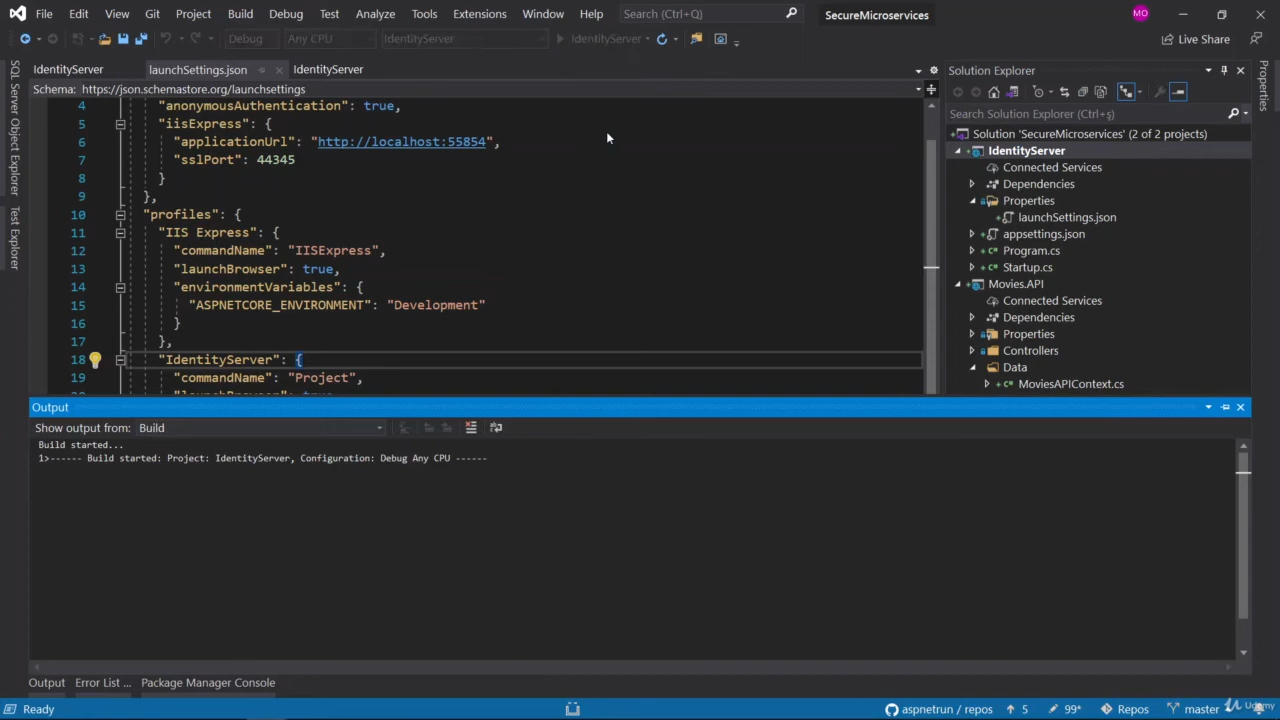 File Edit View Git Project Build Debug Test Analyze Tools Extensions Window Help Search (Ctrl+Q) SecureMicroservices MO
Debug Any CPU IdentityServer IdentityServer Live Share
IdentityServer launchSettings.json IdentityServer
Schema: https://json.schemastore.org/launchsettings
4 "anonymousAuthentication": true,
5 "iisExpress": {
6 "applicationUrl": "http://localhost:55854",
7 "sslPort": 44345
8 }
9 },
10 "profiles": {
11 "IIS Express": {
12 "commandName": "IISExpress",
13 "launchBrowser": true,
14 "environmentVariables": {
15 "ASPNETCORE_ENVIRONMENT": "Development"
16 }
17 },
18 "IdentityServer": {
19 "commandName": "Project",
SQL Server Object Explorer
Test Explorer
Solution Explorer
Search Solution Explorer (Ctrl+ş)
Solution 'SecureMicroservices' (2 of 2 projects)
IdentityServer
Connected Services
Dependencies
Properties
launchSettings.json
appsettings.json
Program.cs
Startup.cs
Movies.API
Connected Services
Dependencies
Properties
Controllers
Data
MoviesAPIContext.cs
Properties
Output
Show output from: Build
Build started...
1>------ Build started: Project: IdentityServer, Configuration: Debug Any CPU ------
Output Error List ... Package Manager Console
Ready aspnetrun / repos 5 99* Repos master
Udemy